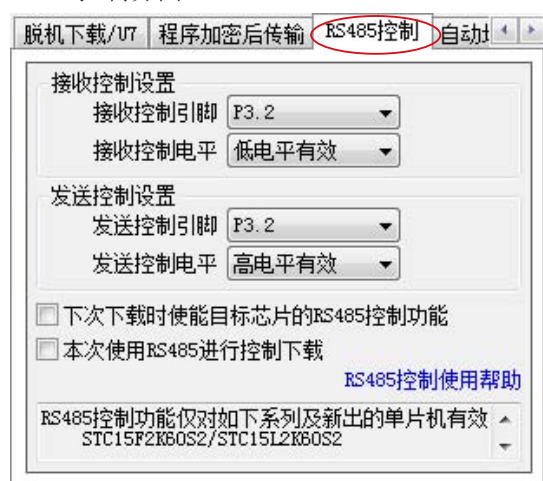 脱机下载/U7 程序加密后传输 RS485控制 自动
接收控制设置
接收控制引脚 P3.2
接收控制电平 低电平有效
发送控制设置
发送控制引脚 P3.2
发送控制电平 高电平有效
下次下载时使能目标芯片的RS485控制功能
本次使用RS485进行控制下载
RS485控制使用帮助
RS485控制功能仅对如下系列及新出的单片机有效
STC15F2K60S2/STC15L2K60S2